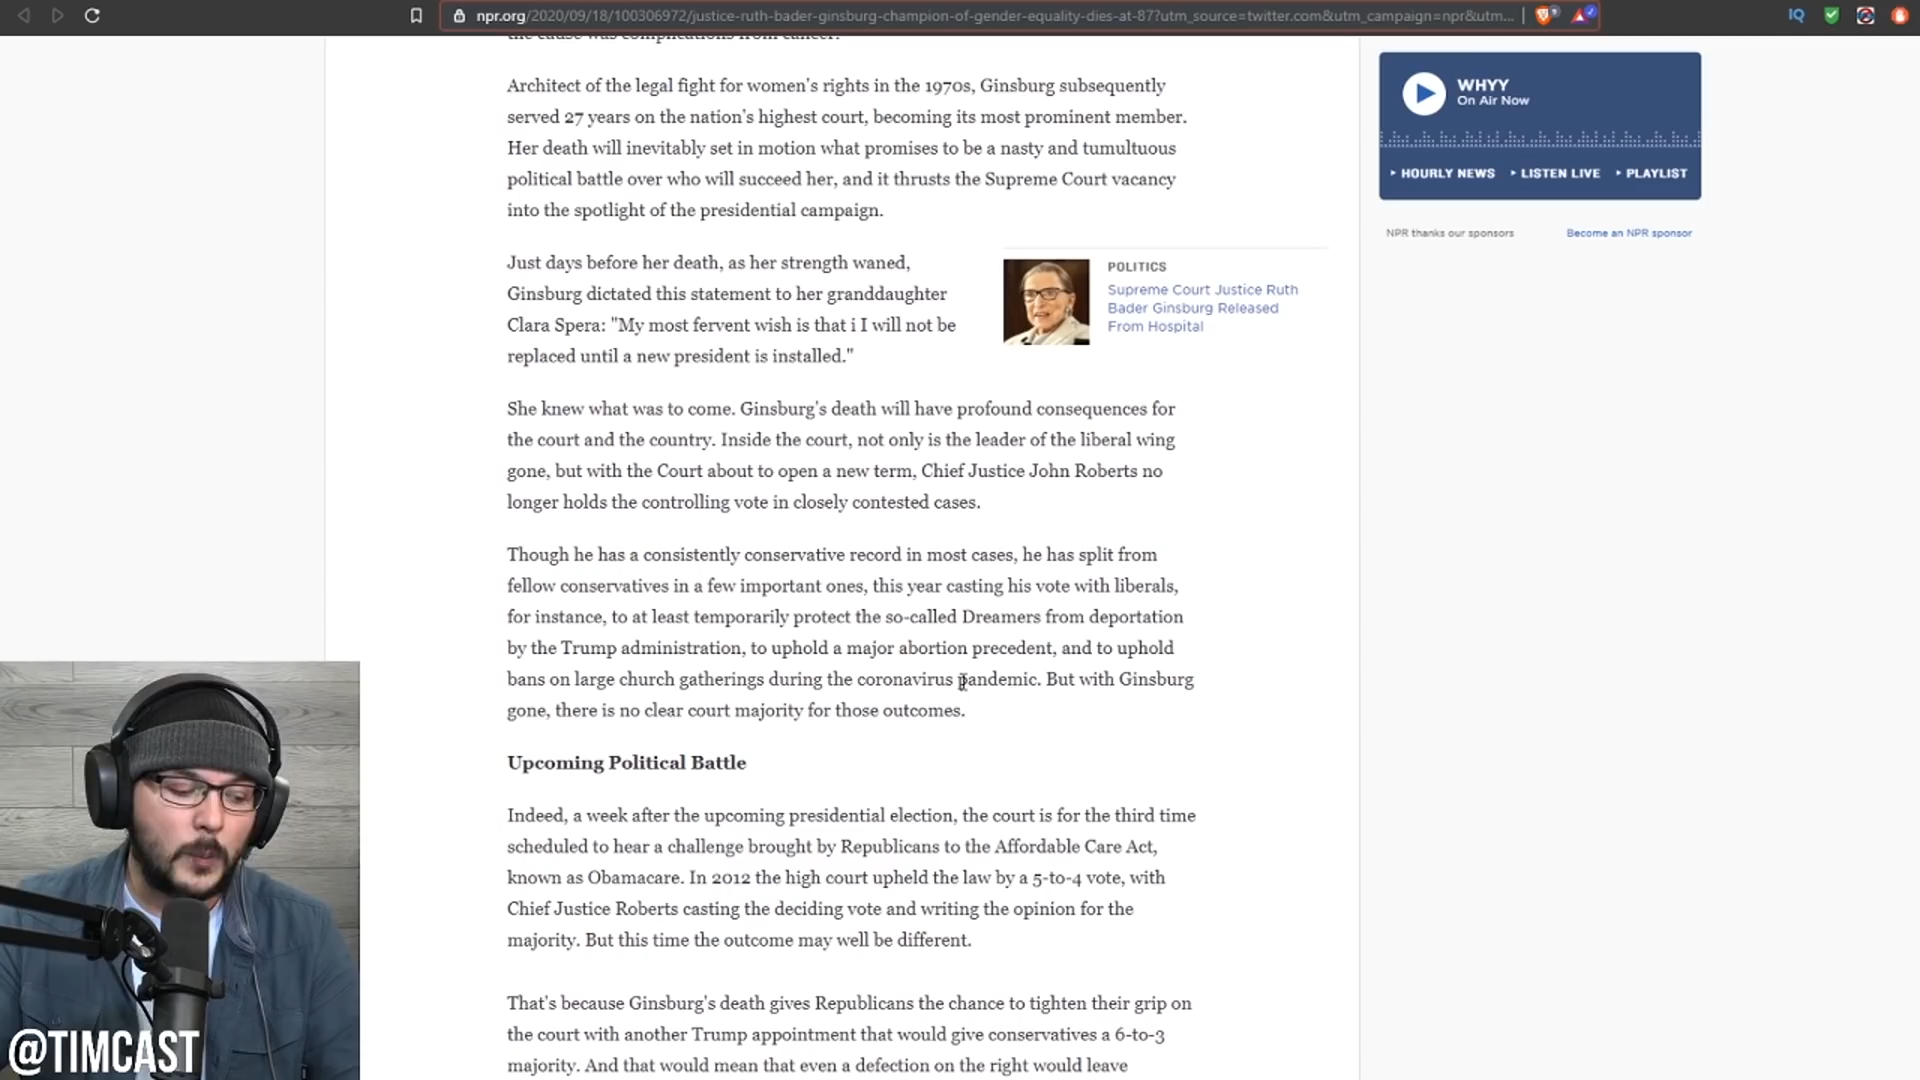 npr.org/2020/09/18/100306972/justice-ruth-bader-ginsburg-champion-of-gender-equality-dies-at-87?utm_source=twitter.com&utm_campaign=npr&utm...
IQ
the cause was complications from cancer.
Architect of the legal fight for women's rights in the 1970s, Ginsburg subsequently
served 27 years on the nation's highest court, becoming its most prominent member.
Her death will inevitably set in motion what promises to be a nasty and tumultuous
political battle over who will succeed her, and it thrusts the Supreme Court vacancy
into the spotlight of the presidential campaign.
Just days before her death, as her strength waned,
Ginsburg dictated this statement to her granddaughter
Clara Spera: "My most fervent wish is that i I will not be
replaced until a new president is installed."
POLITICS
Supreme Court Justice Ruth
Bader Ginsburg Released
From Hospital
She knew what was to come. Ginsburg's death will have profound consequences for
the court and the country. Inside the court, not only is the leader of the liberal wing
gone, but with the Court about to open a new term, Chief Justice John Roberts no
longer holds the controlling vote in closely contested cases.
Though he has a consistently conservative record in most cases, he has split from
fellow conservatives in a few important ones, this year casting his vote with liberals,
for instance, to at least temporarily protect the so-called Dreamers from deportation
by the Trump administration, to uphold a major abortion precedent, and to uphold
bans on large church gatherings during the coronavirus pandemic. But with Ginsburg
gone, there is no clear court majority for those outcomes.
Upcoming Political Battle
Indeed, a week after the upcoming presidential election, the court is for the third time
scheduled to hear a challenge brought by Republicans to the Affordable Care Act,
known as Obamacare. In 2012 the high court upheld the law by a 5-to-4 vote, with
Chief Justice Roberts casting the deciding vote and writing the opinion for the
majority. But this time the outcome may well be different.
That's because Ginsburg's death gives Republicans the chance to tighten their grip on
the court with another Trump appointment that would give conservatives a 6-to-3
majority. And that would mean that even a defection on the right would leave
WHYY
On Air Now
HOURLY NEWS
LISTEN LIVE
PLAYLIST
NPR thanks our sponsors
Become an NPR sponsor
@TIMCAST